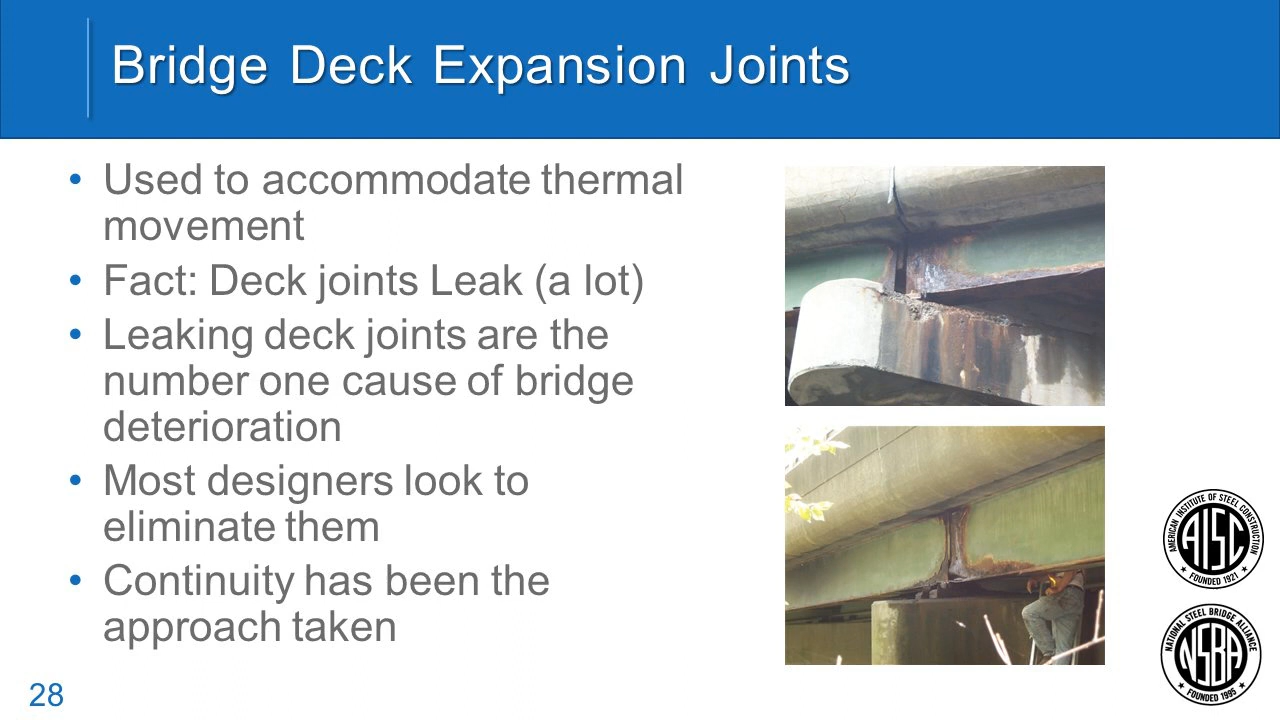 Bridge Deck Expansion Joints
• Used to accommodate thermal
movement
• Fact: Deck joints Leak (a lot)
• Leaking deck joints are the
number one cause of bridge
deterioration
• Most designers look to
eliminate them
• Continuity has been the
approach taken
AMERICAN INSTITUTE OF STEEL CONSTRUCTION
AISC
★ FOUNDED 1921 ★
NATIONAL STEEL BRIDGE ALLIANCE
NSBA
★ FOUNDED 1995 ★
28